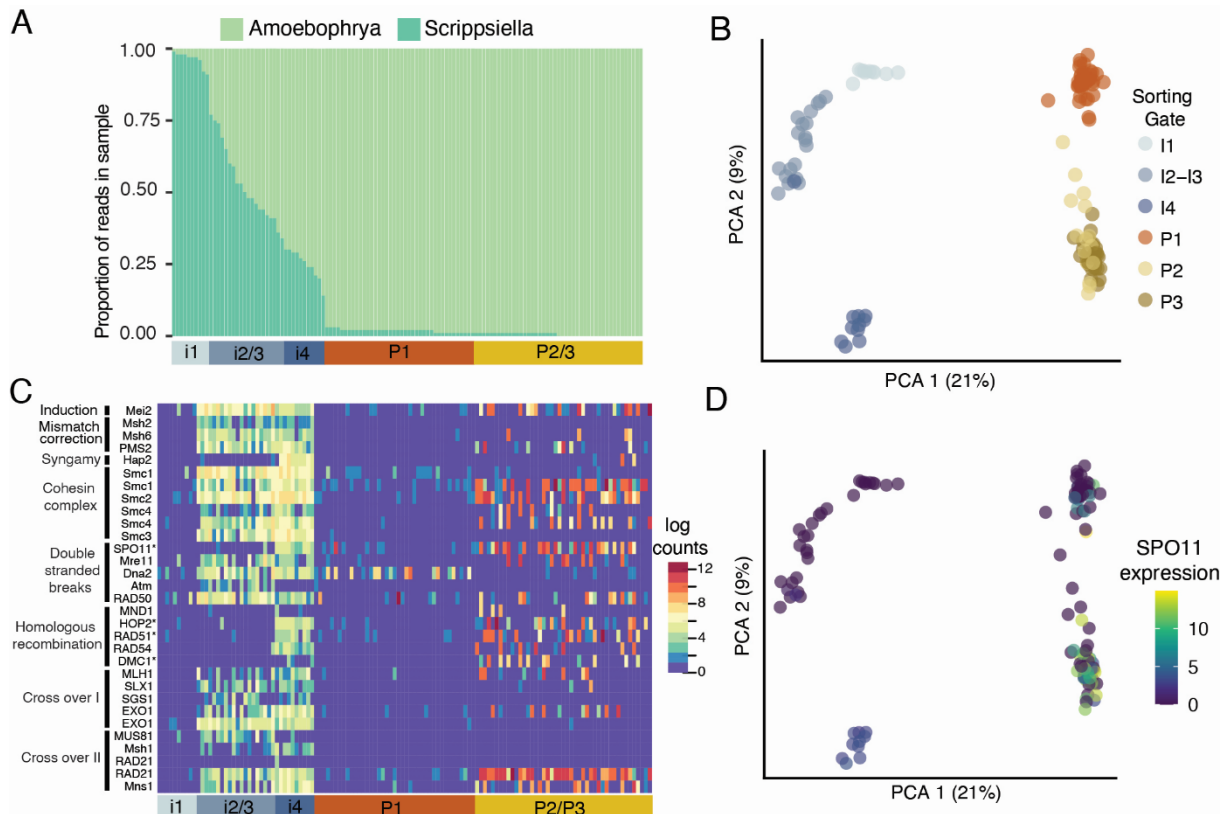 A
Amoebophrya
Scrippsiella
Proportion of reads in sample
1.00
0.75
0.50
0.25
0.00
i1
i2/3
i4
P1
P2/3
B
PCA 2 (9%)
PCA 1 (21%)
Sorting
Gate
I1
I2-I3
I4
P1
P2
P3
C
Induction
Mismatch
correction
Syngamy
Cohesin
complex
Double
stranded
breaks
Homologous
recombination
Cross over I
Cross over II
Mei2
Msh2
Msh6
PMS2
Hap2
Smc1
Smc1
Smc2
Smc4
Smc4
Smc3
SPO11*
Mre11
Dna2
Atm
RAD50
MND1
HOP2*
RAD51*
RAD54
DMC1*
MLH1
SLX1
SGS1
EXO1
EXO1
MUS81
Msh1
RAD21
RAD21
Mns1
i1
i2/3
i4
P1
P2/P3
log
counts
12
8
6
4
2
0
D
PCA 2 (9%)
PCA 1 (21%)
SPO11
expression
10
5
0